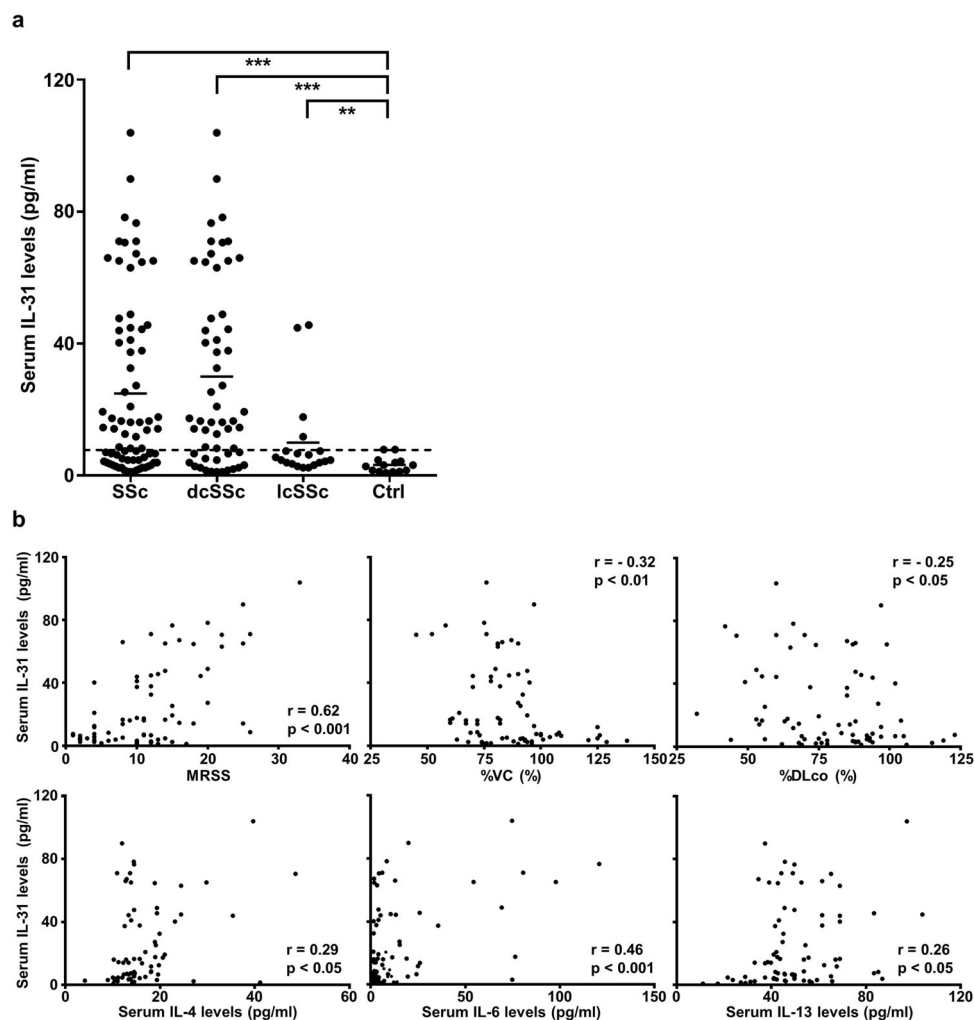 a
***
***
**
120
80
40
0
Serum IL-31 levels (pg/ml)
SSc dcSSc lcSSc Ctrl
b
Serum IL-31 levels (pg/ml)
120
80
40
0
r = 0.62
p < 0.001
0 10 20 30 40
MRSS
r = - 0.32
p < 0.01
25 50 75 100 125 150
%VC (%)
r = - 0.25
p < 0.05
25 50 75 100 125
%DLco (%)
Serum IL-31 levels (pg/ml)
120
80
40
0
r = 0.29
p < 0.05
0 20 40 60
Serum IL-4 levels (pg/ml)
r = 0.46
p < 0.001
0 50 100 150
Serum IL-6 levels (pg/ml)
r = 0.26
p < 0.05
0 40 80 120
Serum IL-13 levels (pg/ml)